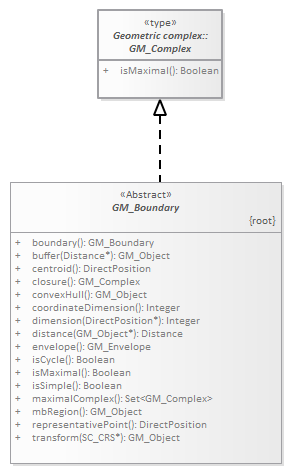 «type»
Geometric complex::
GM_Complex
+ isMaximal(): Boolean
«Abstract»
GM_Boundary
{root}
+ boundary(): GM_Boundary
+ buffer(Distance*): GM_Object
+ centroid(): DirectPosition
+ closure(): GM_Complex
+ convexHull(): GM_Object
+ coordinateDimension(): Integer
+ dimension(DirectPosition*): Integer
+ distance(GM_Object*): Distance
+ envelope(): GM_Envelope
+ isCycle(): Boolean
+ isMaximal(): Boolean
+ isSimple(): Boolean
+ maximalComplex(): Set<GM_Complex>
+ mbRegion(): GM_Object
+ representativePoint(): DirectPosition
+ transform(SC_CRS*): GM_Object